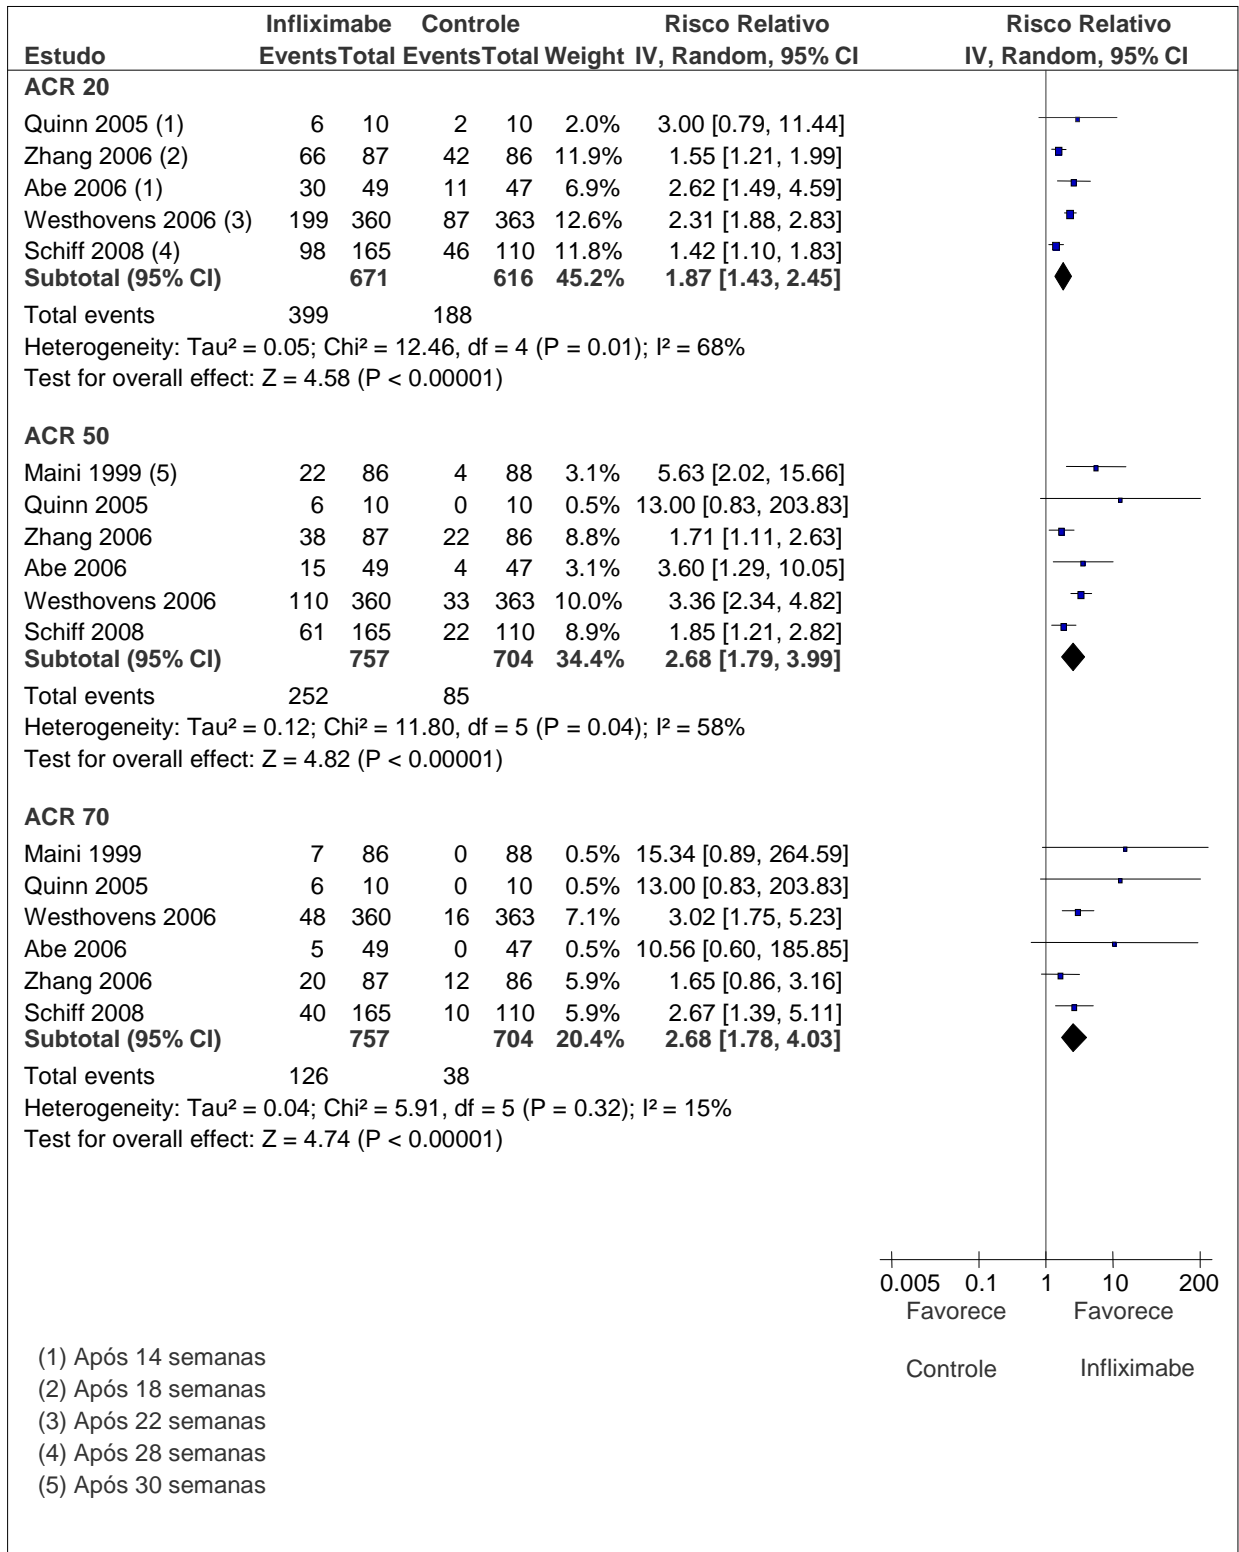 Infliximabe Controle Risco Relativo Risco Relativo
Estudo Events Total Events Total Weight IV, Random, 95% CI IV, Random, 95% CI
ACR 20
Quinn 2005 (1) 6 10 2 10 2.0% 3.00 [0.79, 11.44]
Zhang 2006 (2) 66 87 42 86 11.9% 1.55 [1.21, 1.99]
Abe 2006 (1) 30 49 11 47 6.9% 2.62 [1.49, 4.59]
Westhovens 2006 (3) 199 360 87 363 12.6% 2.31 [1.88, 2.83]
Schiff 2008 (4) 98 165 46 110 11.8% 1.42 [1.10, 1.83]
Subtotal (95% CI) 671 616 45.2% 1.87 [1.43, 2.45]
Total events 399 188
Heterogeneity: Tau² = 0.05; Chi² = 12.46, df = 4 (P = 0.01); I² = 68%
Test for overall effect: Z = 4.58 (P < 0.00001)
ACR 50
Maini 1999 (5) 22 86 4 88 3.1% 5.63 [2.02, 15.66]
Quinn 2005 6 10 0 10 0.5% 13.00 [0.83, 203.83]
Zhang 2006 38 87 22 86 8.8% 1.71 [1.11, 2.63]
Abe 2006 15 49 4 47 3.1% 3.60 [1.29, 10.05]
Westhovens 2006 110 360 33 363 10.0% 3.36 [2.34, 4.82]
Schiff 2008 61 165 22 110 8.9% 1.85 [1.21, 2.82]
Subtotal (95% CI) 757 704 34.4% 2.68 [1.79, 3.99]
Total events 252 85
Heterogeneity: Tau² = 0.12; Chi² = 11.80, df = 5 (P = 0.04); I² = 58%
Test for overall effect: Z = 4.82 (P < 0.00001)
ACR 70
Maini 1999 7 86 0 88 0.5% 15.34 [0.89, 264.59]
Quinn 2005 6 10 0 10 0.5% 13.00 [0.83, 203.83]
Westhovens 2006 48 360 16 363 7.1% 3.02 [1.75, 5.23]
Abe 2006 5 49 0 47 0.5% 10.56 [0.60, 185.85]
Zhang 2006 20 87 12 86 5.9% 1.65 [0.86, 3.16]
Schiff 2008 40 165 10 110 5.9% 2.67 [1.39, 5.11]
Subtotal (95% CI) 757 704 20.4% 2.68 [1.78, 4.03]
Total events 126 38
Heterogeneity: Tau² = 0.04; Chi² = 5.91, df = 5 (P = 0.32); I² = 15%
Test for overall effect: Z = 4.74 (P < 0.00001)
0.005 0.1 1 10 200
Favorece Favorece
Controle Infliximabe
(1) Após 14 semanas
(2) Após 18 semanas
(3) Após 22 semanas
(4) Após 28 semanas
(5) Após 30 semanas